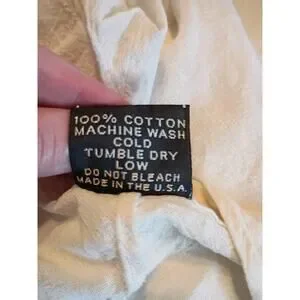 100% COTTON
MACHINE WASH
COLD
TUMBLE DRY
LOW
DO NOT BLEACH
MADE IN THE U.S.A.